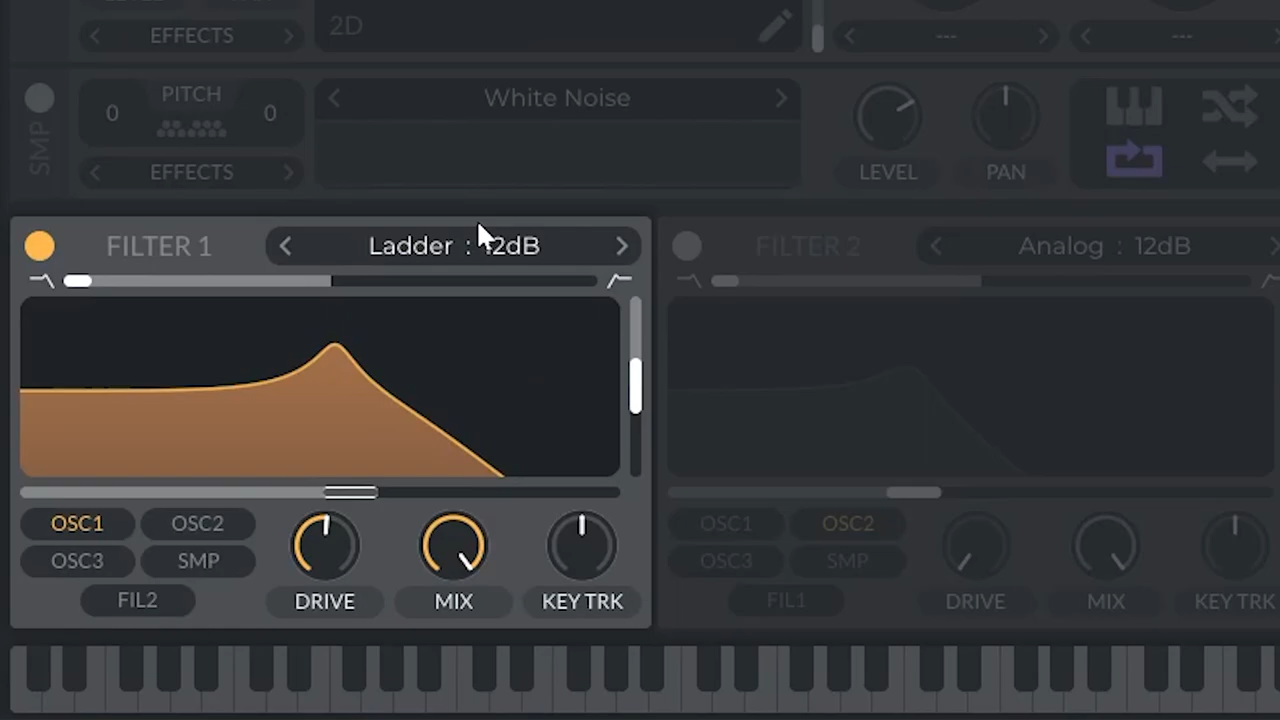 2D
EFFECTS
---
---
SMP
PITCH
0
0
EFFECTS
White Noise
LEVEL
PAN
FILTER 1
Ladder : 12dB
FILTER 2
Analog : 12dB
OSC1
OSC2
OSC3
SMP
FIL2
DRIVE
MIX
KEY TRK
OSC1
OSC2
OSC3
SMP
FIL1
DRIVE
MIX
KEY TRK